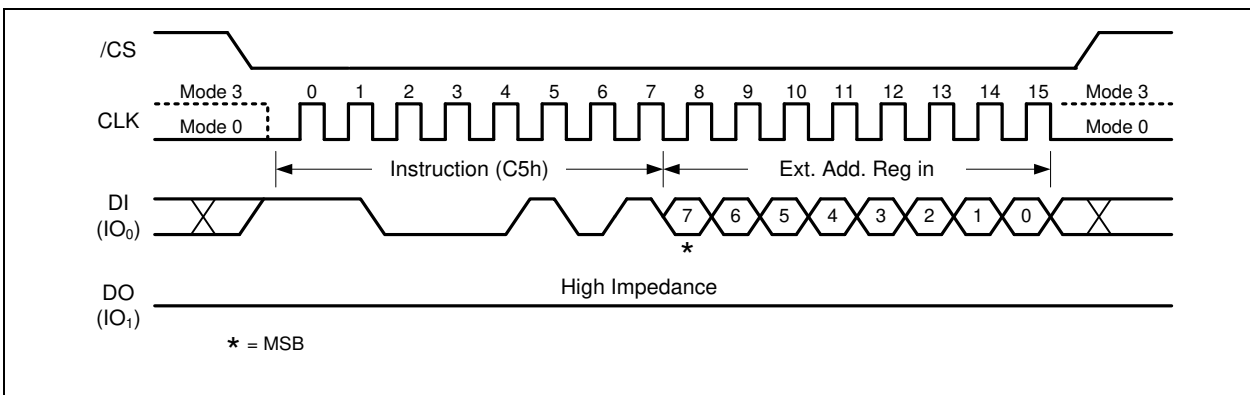 /CS
Mode 3 0 1 2 3 4 5 6 7 8 9 10 11 12 13 14 15 Mode 3
CLK
Mode 0 Mode 0
Instruction (C5h) Ext. Add. Reg in
DI
(IO₀)
7 6 5 4 3 2 1 0
*
High Impedance
DO
(IO₁)
* = MSB